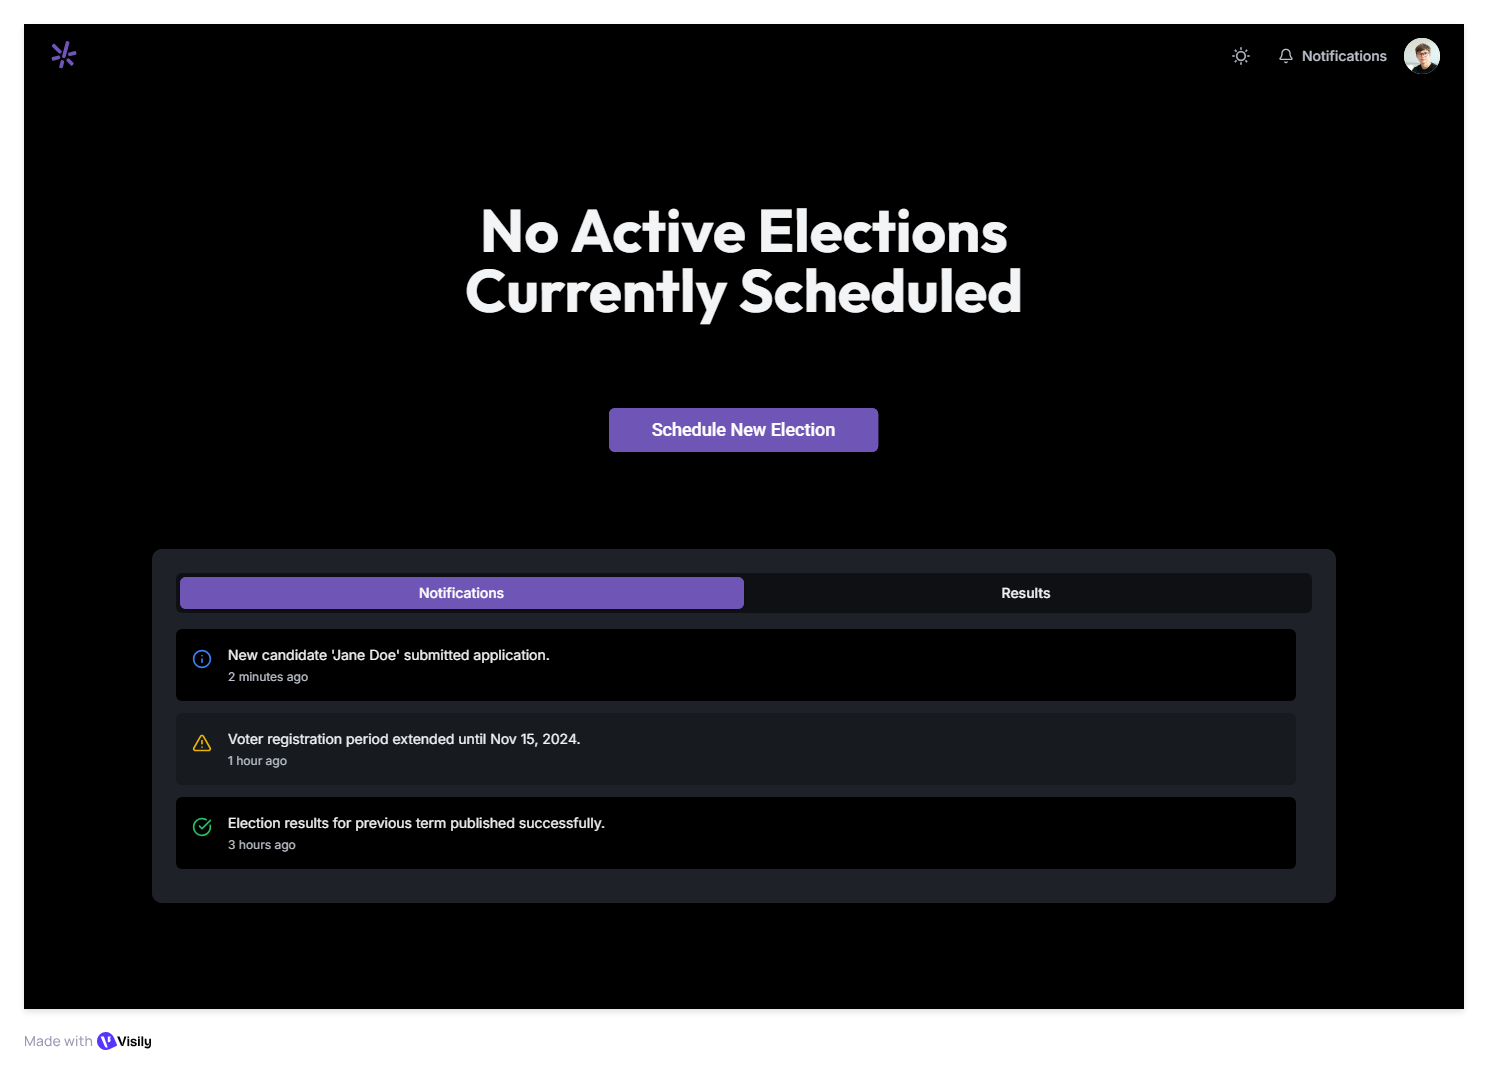 Notifications
No Active Elections
Currently Scheduled
Schedule New Election
Notifications
Results
New candidate 'Jane Doe' submitted application.
2 minutes ago
Voter registration period extended until Nov 15, 2024.
1 hour ago
Election results for previous term published successfully.
3 hours ago
Made with Visily